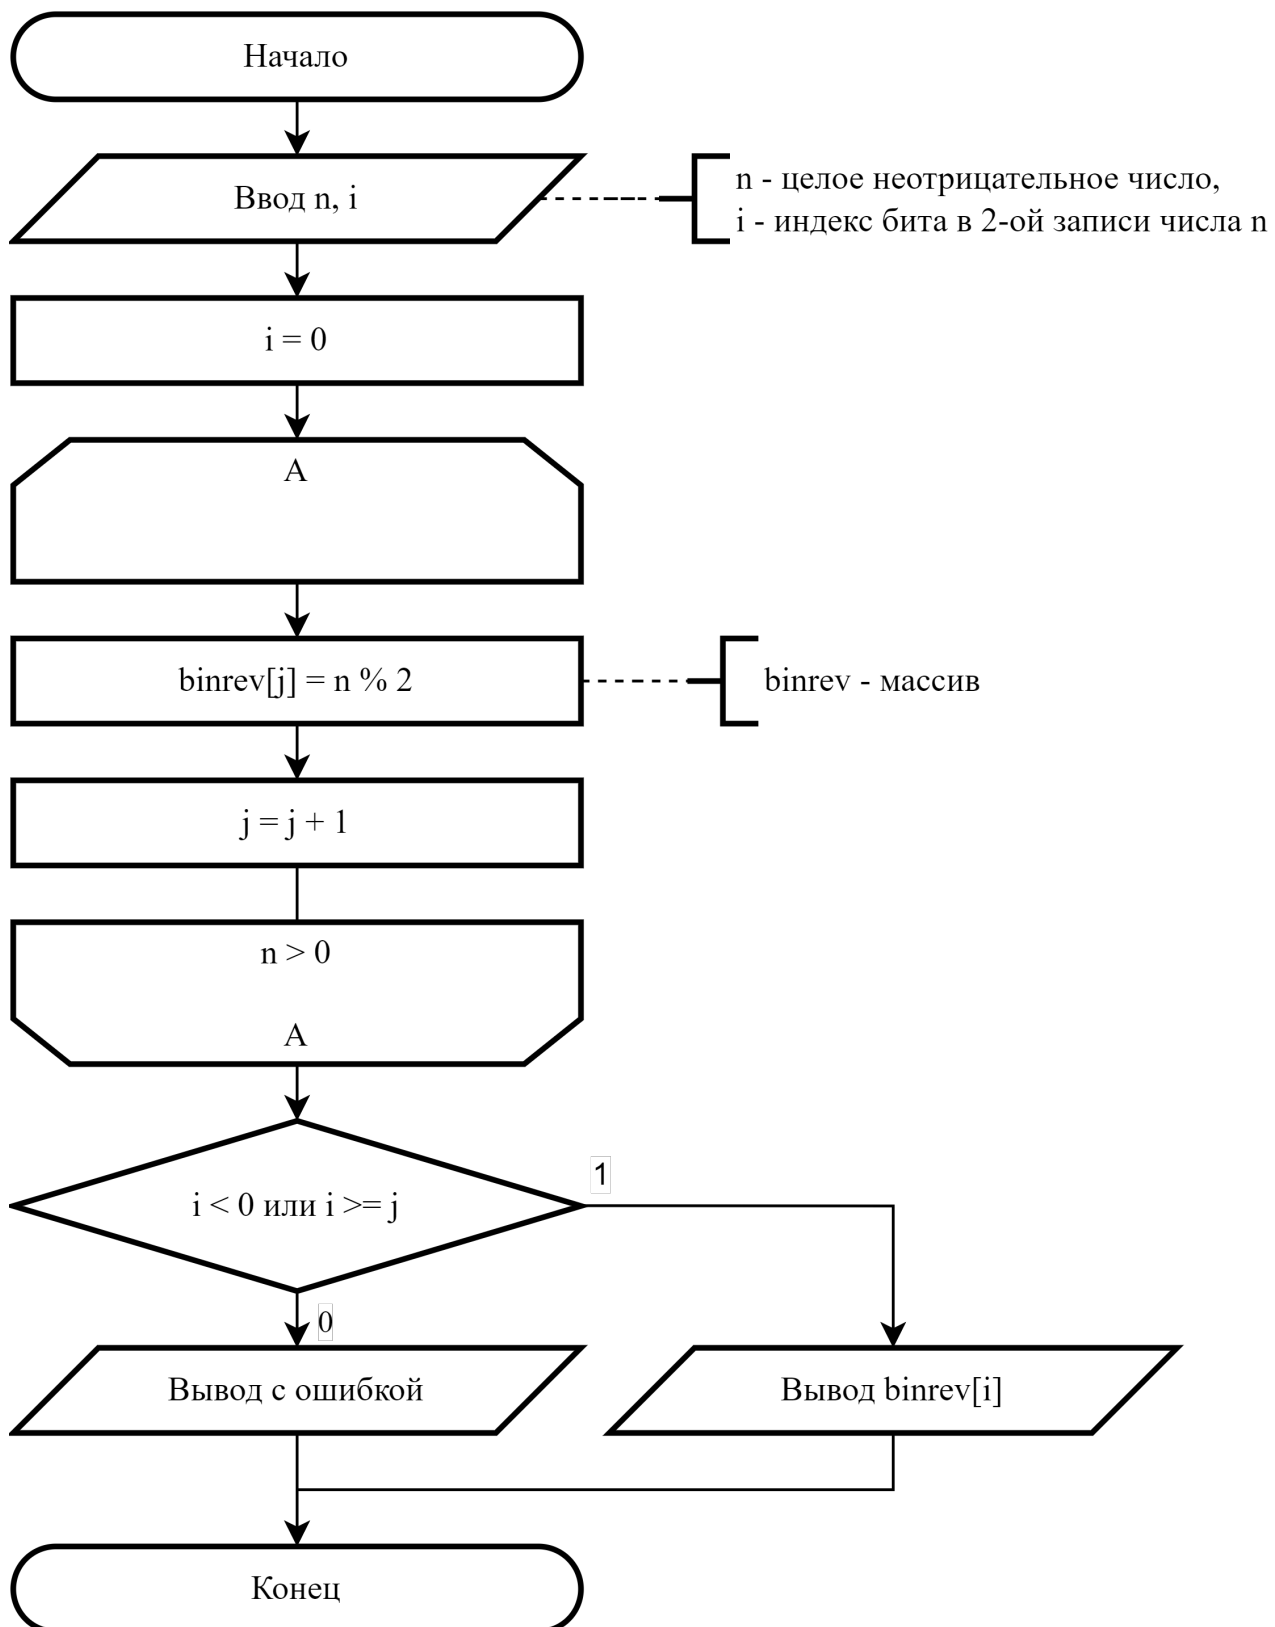 Начало
Ввод n, i
n - целое неотрицательное число,
i - индекс бита в 2-ой записи числа n
i = 0
A
binrev[j] = n % 2
binrev - массив
j = j + 1
n > 0
A
i < 0 или i >= j
1
0
Вывод с ошибкой
Вывод binrev[i]
Конец